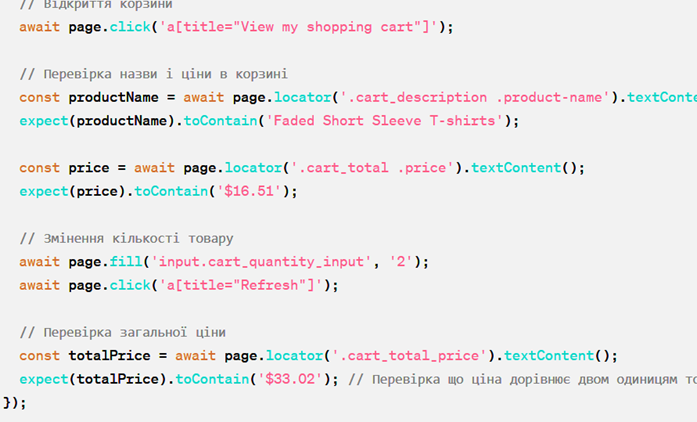 // Відкриття корзини
await page.click('a[title="View my shopping cart"]');
// Перевірка назви і ціни в корзині
const productName = await page.locator('.cart_description .product-name').textConte
expect(productName).toContain('Faded Short Sleeve T-shirts');
const price = await page.locator('.cart_total .price').textContent();
expect(price).toContain('$16.51');
// Змінення кількості товару
await page.fill('input.cart_quantity_input', '2');
await page.click('a[title="Refresh"]');
// Перевірка загальної ціни
const totalPrice = await page.locator('.cart_total_price').textContent();
expect(totalPrice).toContain('$33.02'); // Перевірка що ціна дорівнює двом одиницям то
});